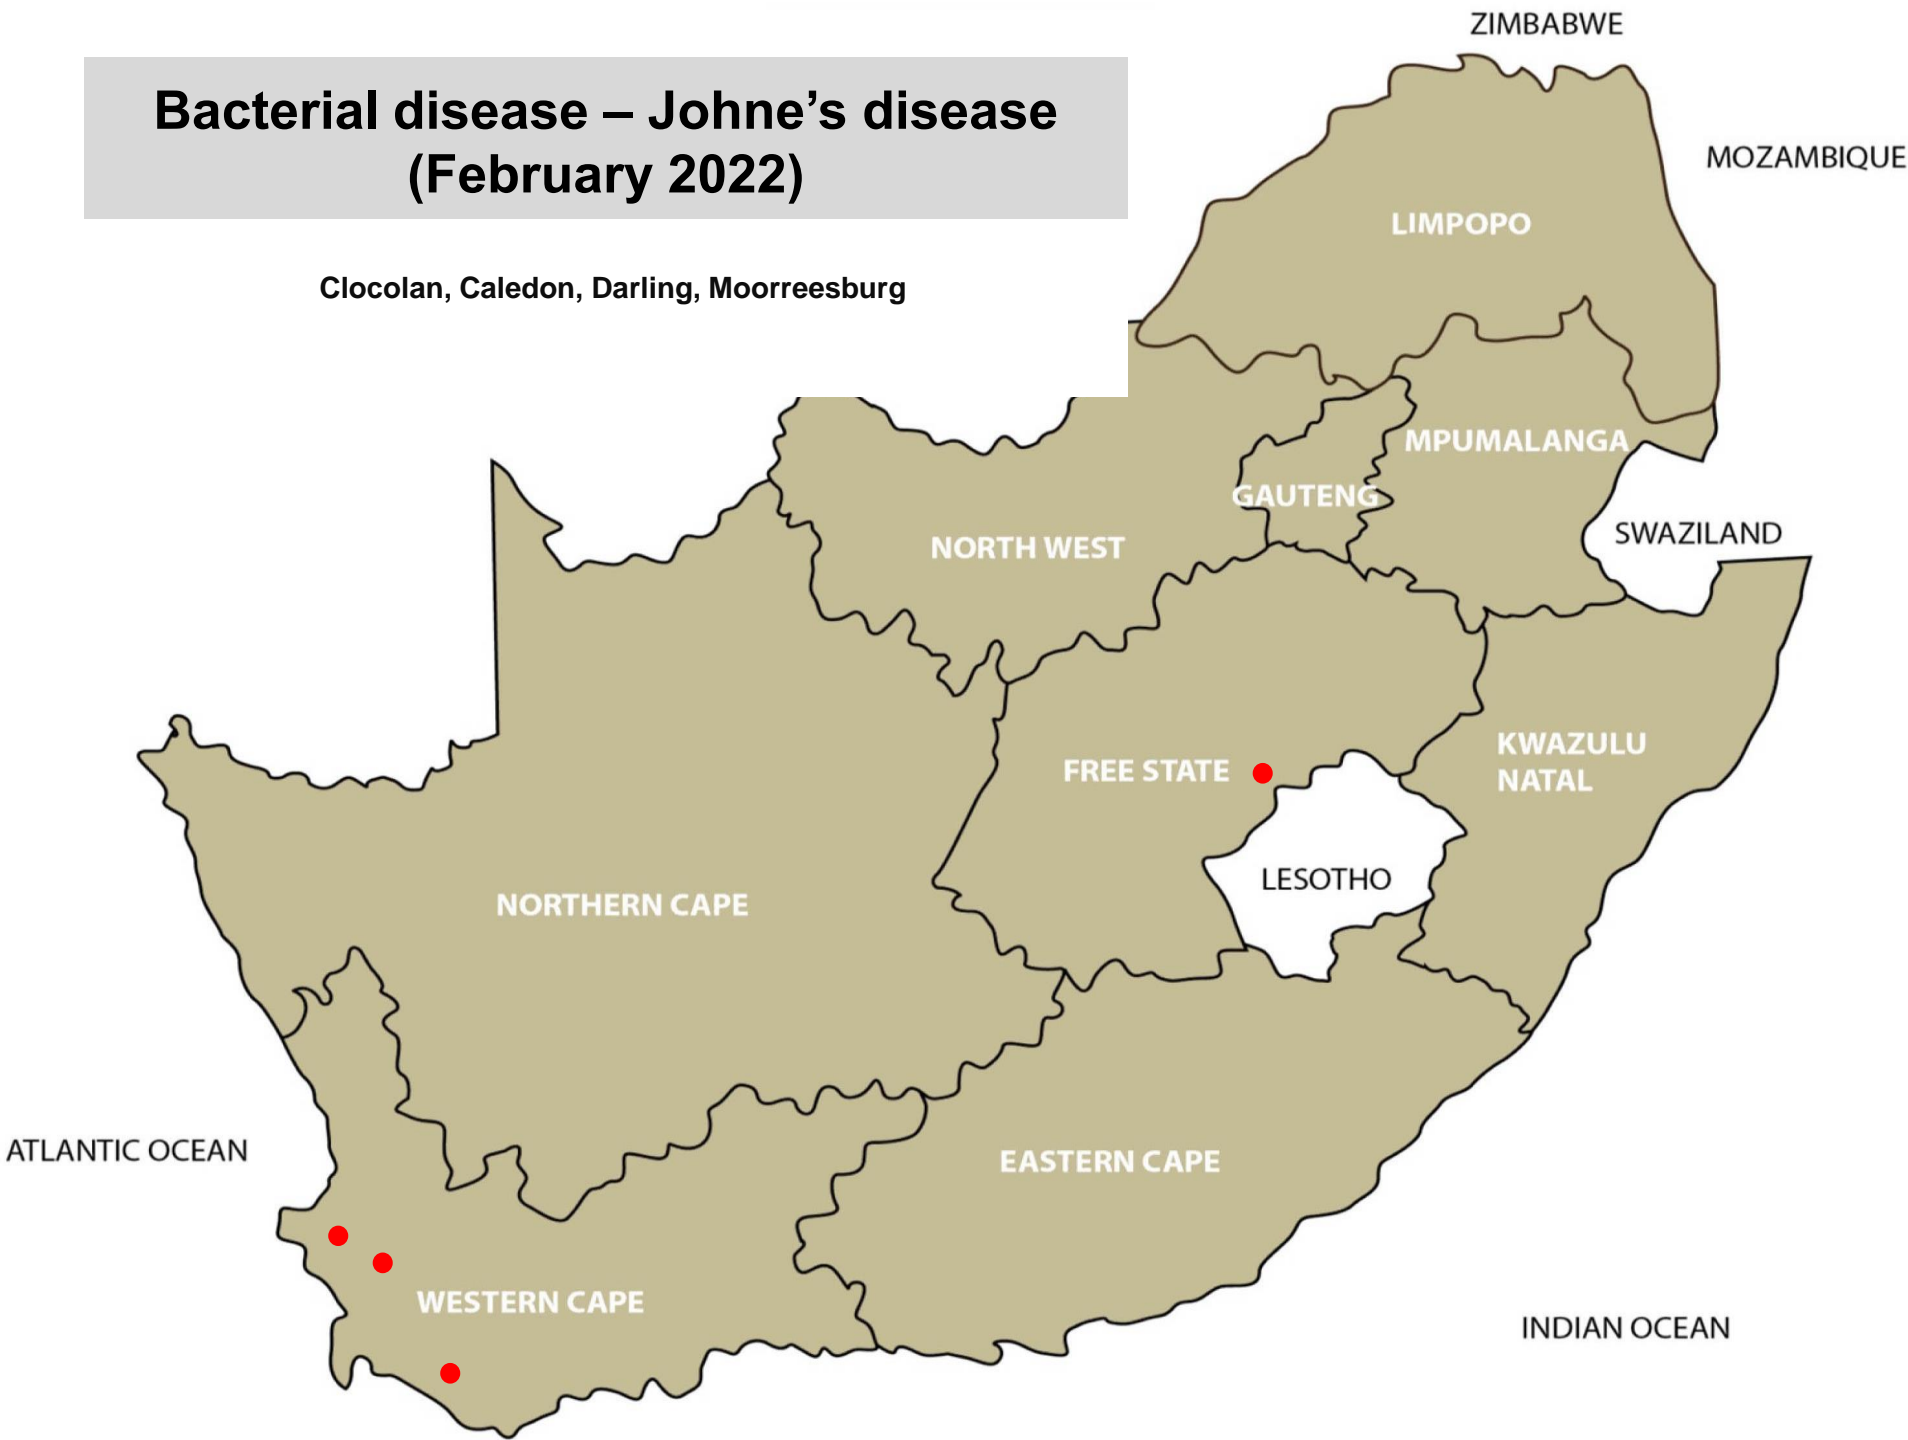 ZIMBABWE
Bacterial disease – Johne’s disease
(February 2022)
MOZAMBIQUE
LIMPOPO
Clocolan, Caledon, Darling, Moorreesburg
MPUMALANGA
GAUTENG
SWAZILAND
NORTH WEST
KWAZULU
NATAL
FREE STATE
LESOTHO
NORTHERN CAPE
ATLANTIC OCEAN
EASTERN CAPE
WESTERN CAPE
INDIAN OCEAN